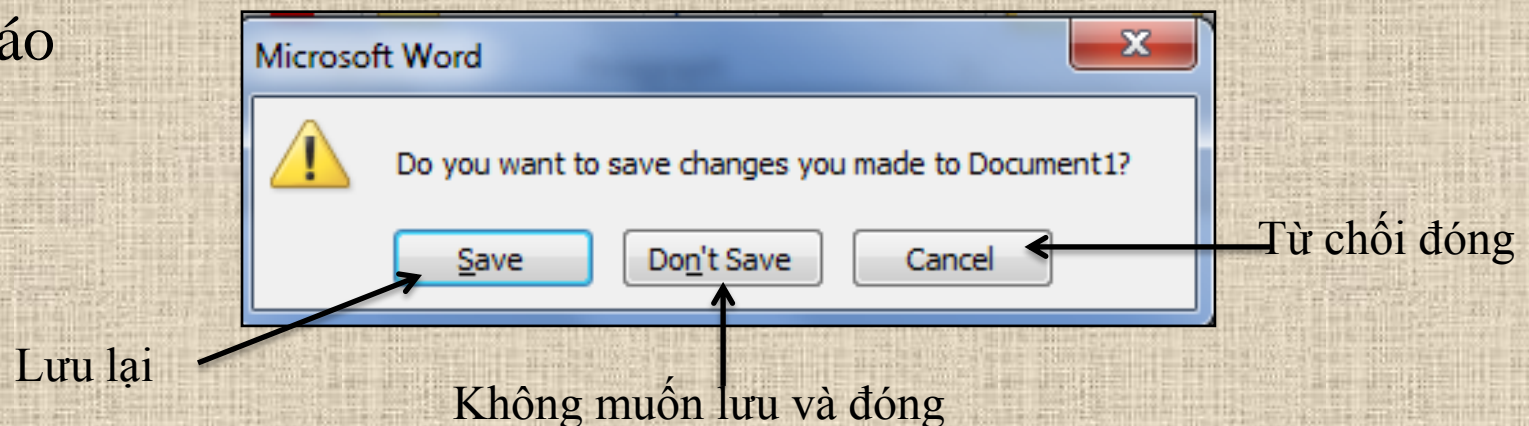 áo
Microsoft Word
Do you want to save changes you made to Document1?
Save Don't Save Cancel
Từ chối đóng
Lưu lại
Không muốn lưu và đóng